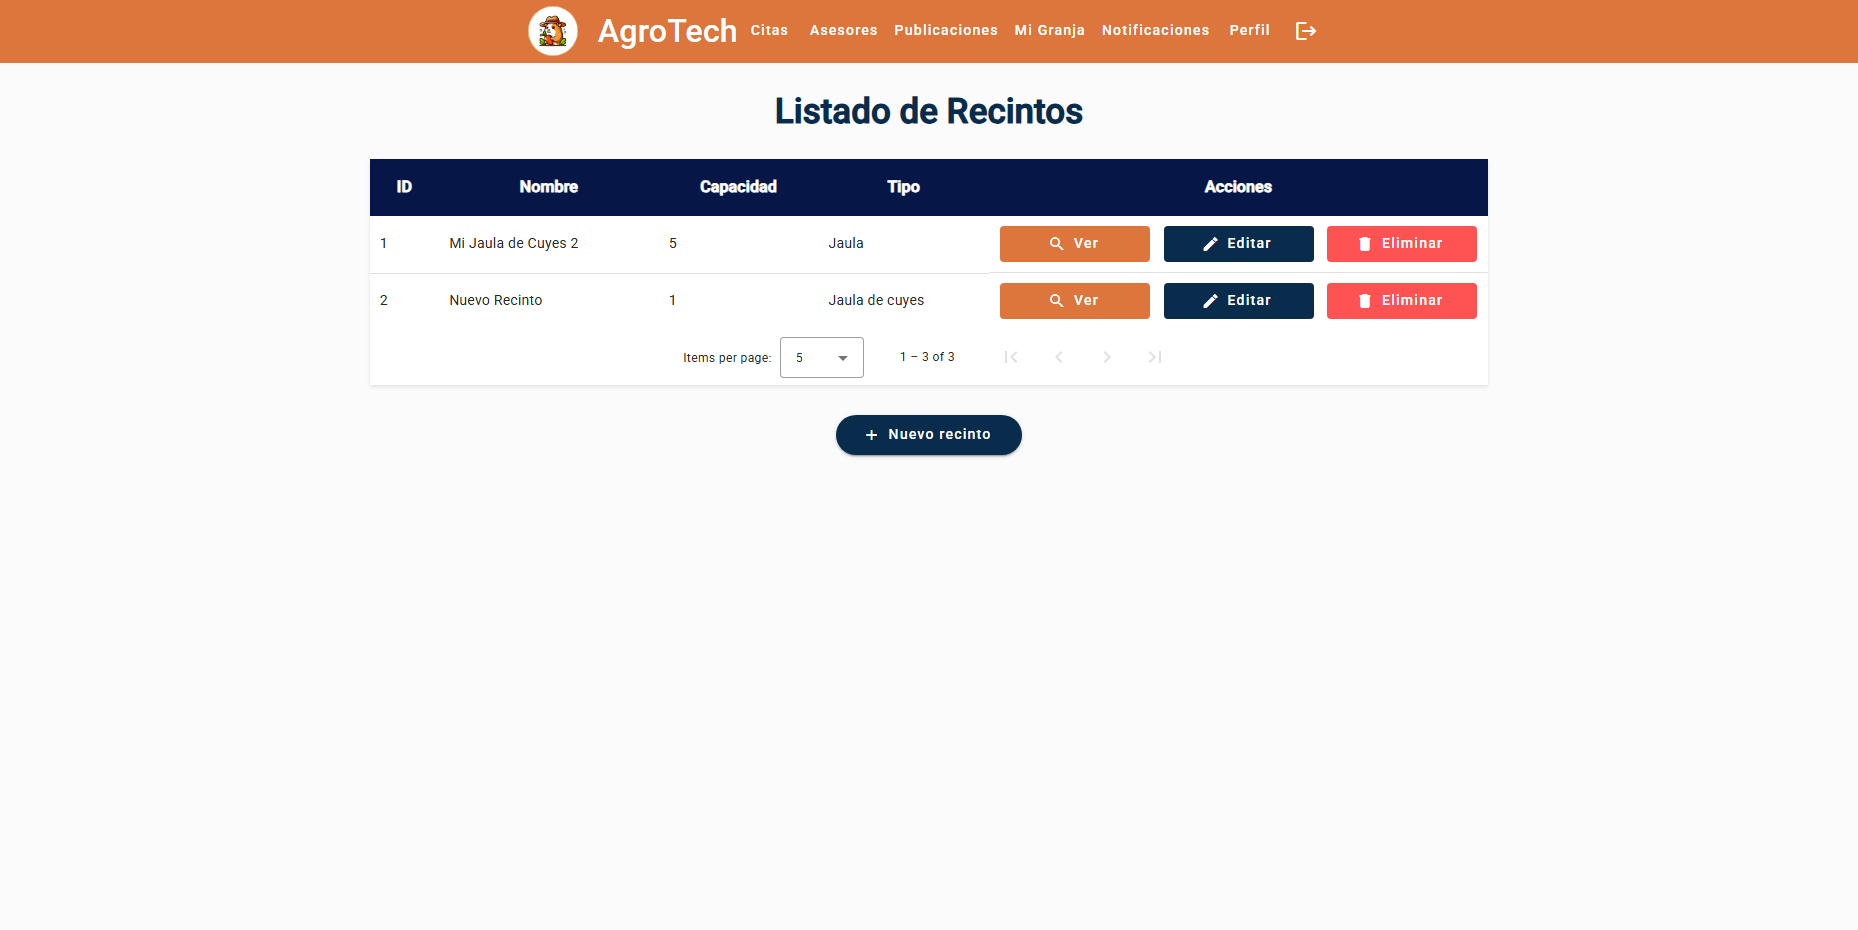 AgroTech Citas Asesores Publicaciones Mi Granja Notificaciones Perfil
Listado de Recintos
ID Nombre Capacidad Tipo Acciones
1 Mi Jaula de Cuyes 2 5 Jaula Ver Editar Eliminar
2 Nuevo Recinto 1 Jaula de cuyes Ver Editar Eliminar
Items per page: 5 1 – 3 of 3
+ Nuevo recinto